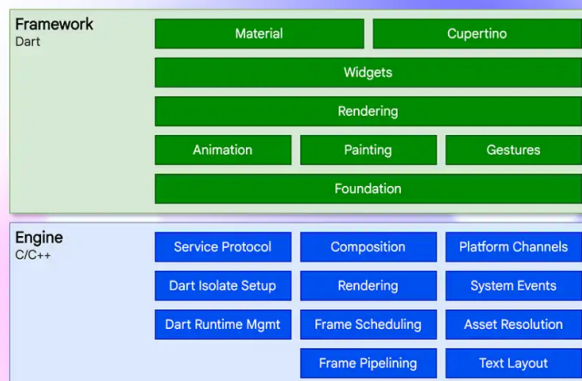 Framework
Dart
Material
Cupertino
Widgets
Rendering
Animation
Painting
Gestures
Foundation
Engine
C/C++
Service Protocol
Composition
Platform Channels
Dart Isolate Setup
Rendering
System Events
Dart Runtime Mgmt
Frame Scheduling
Asset Resolution
Frame Pipelining
Text Layout